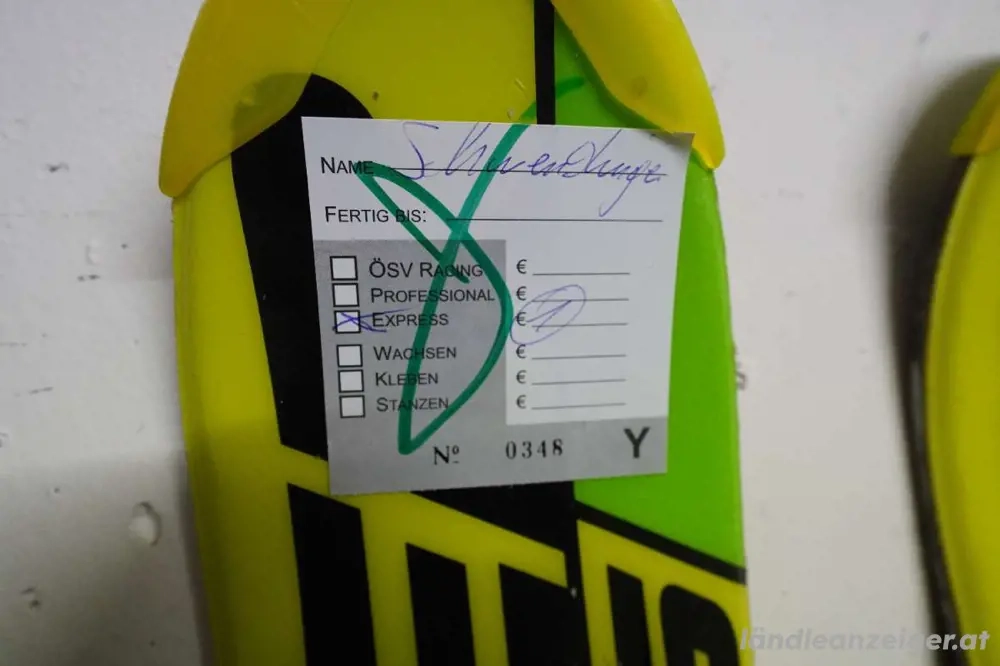 NAME
FERTIG BIS:
ÖSV RACING €
PROFESSIONAL €
EXPRESS €
WACHSEN €
KLEBEN €
STANZEN €
Nº 0348 Y
ländleanzeiger.at